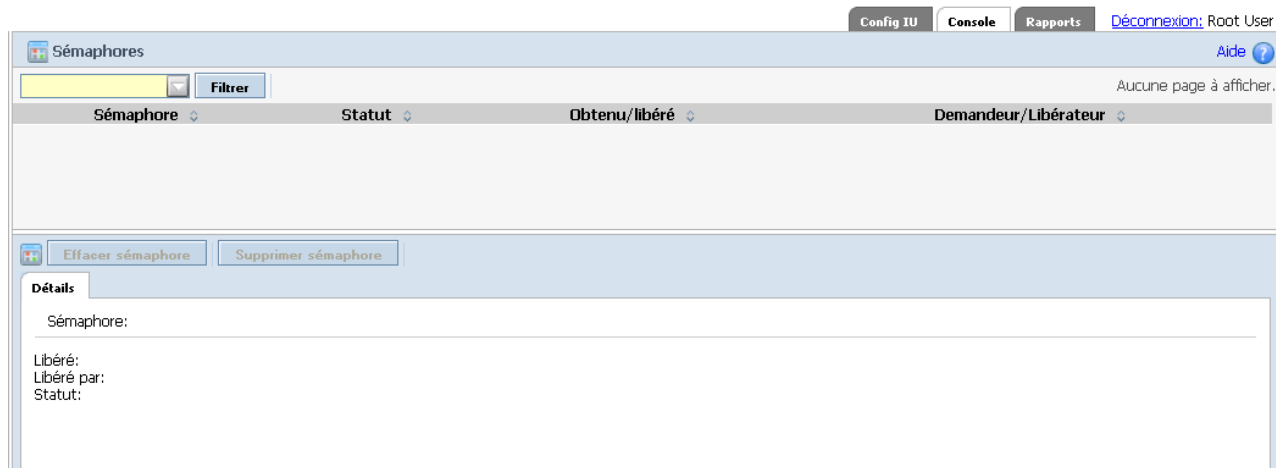 Config IU Console Rapports Déconnexion: Root User
Sémaphores Aide ?
Filtrer Aucune page à afficher.
Sémaphore Statut Obtenu/libéré Demandeur/Libérateur
Effacer sémaphore Supprimer sémaphore
Détails
Sémaphore:
Libéré:
Libéré par:
Statut: